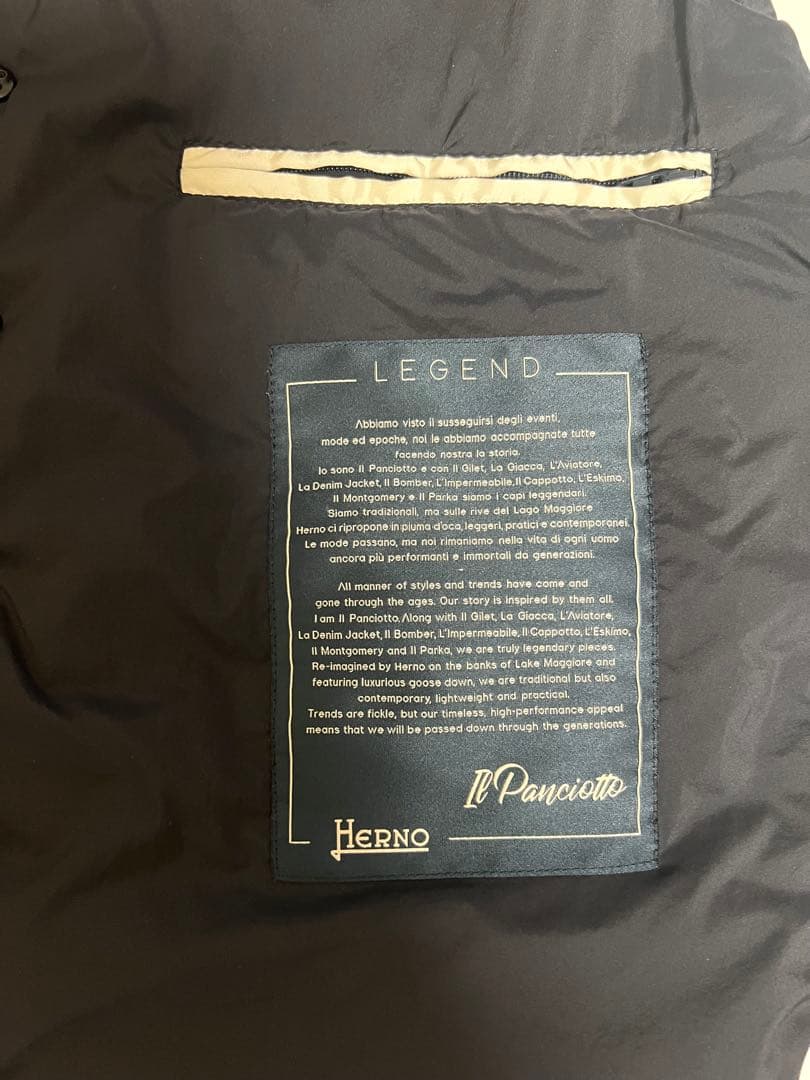 LEGEND
Abbiamo visto il susseguirsi degli eventi,
mode ed epoche, noi le abbiamo accompagnate tutte
facendo nostra la storia.
Io sono Il Panciotto e con Il Gilet, La Giacca, L'Aviatore,
La Denim Jacket, Il Bomber, L'Impermeabile, Il Cappotto, L'Eskimo,
Il Montgomery e Il Parka siamo i capi leggendari.
Siamo tradizionali, ma sulle rive del Lago Maggiore
Herno ci ripropone in piuma d'oca, leggeri, pratici e contemporanei.
Le mode passano, ma noi rimaniamo nella vita di ogni uomo
ancora più performanti e immortali da generazioni.
-
All manner of styles and trends have come and
gone through the ages. Our story is inspired by them all.
I am Il Panciotto. Along with Il Gilet, La Giacca, L'Aviatore,
La Denim Jacket, Il Bomber, L'Impermeabile, Il Cappotto, L'Eskimo,
Il Montgomery and Il Parka, we are truly legendary pieces.
Re-imagined by Herno on the banks of Lake Maggiore and
featuring luxurious goose down, we are traditional but also
contemporary, lightweight and practical.
Trends are fickle, but our timeless, high-performance appeal
means that we will be passed down through the generations.
Il Panciotto
HERNO